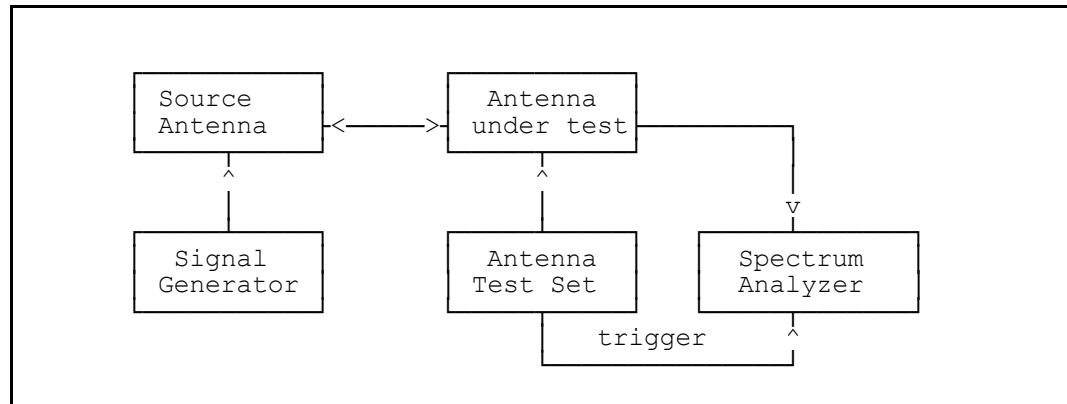 Source
Antenna
Antenna
under test
Signal
Generator
Antenna
Test Set
Spectrum
Analyzer
trigger